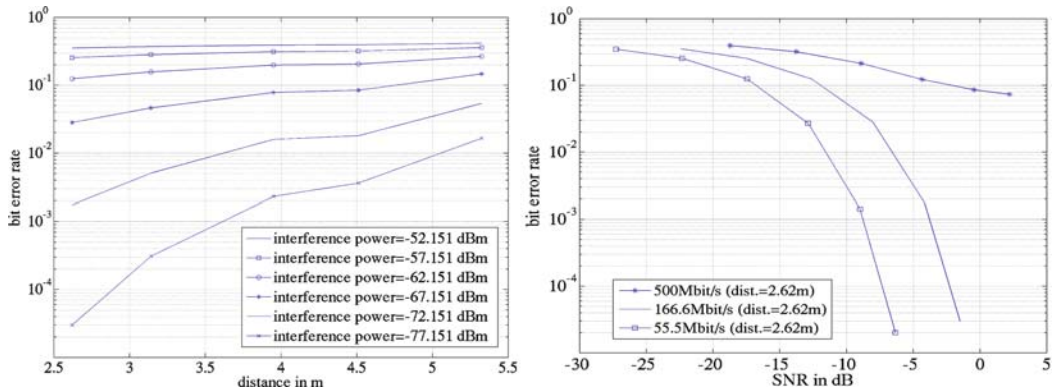 10^0
10^-1
10^-2
10^-3
10^-4
bit error rate
2.5 3 3.5 4 4.5 5 5.5
distance in m
interference power=-52.151 dBm
interference power=-57.151 dBm
interference power=-62.151 dBm
interference power=-67.151 dBm
interference power=-72.151 dBm
interference power=-77.151 dBm
10^0
10^-1
10^-2
10^-3
10^-4
bit error rate
-30 -25 -20 -15 -10 -5 0 5
SNR in dB
500Mbit/s (dist.=2.62m)
166.6Mbit/s (dist.=2.62m)
55.5Mbit/s (dist.=2.62m)